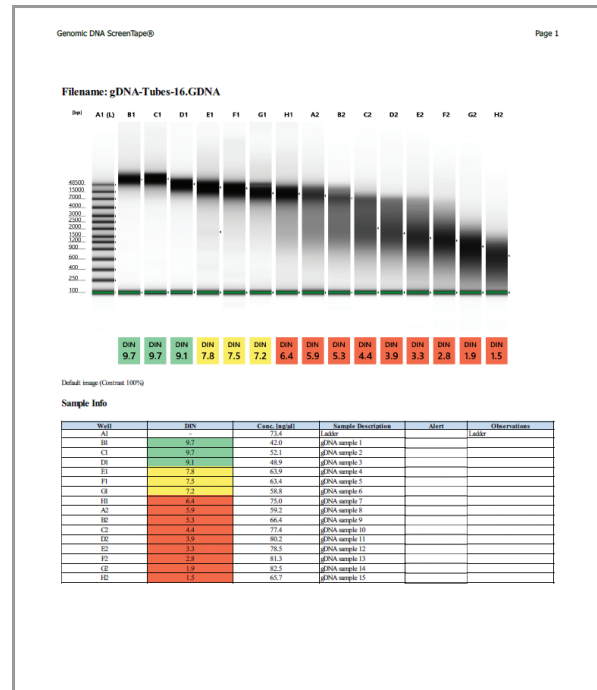 Genomic DNA ScreenTape® Page 1
Filename: gDNA-Tubes-16.GDNA
[bp] A1 (L) B1 C1 D1 E1 F1 G1 H1 A2 B2 C2 D2 E2 F2 G2 H2
48500
15000
7000
4000
3000
2500
2000
1500
1200
900
600
400
250
100
DIN DIN DIN DIN DIN DIN DIN DIN DIN DIN DIN DIN DIN DIN DIN
9.7 9.7 9.1 7.8 7.5 7.2 6.4 5.9 5.3 4.4 3.9 3.3 2.8 1.9 1.5
Default image (Contrast 100%)
Sample Info
Well DIN Conc. [ng/µl] Sample Description Alert Observations
A1 - 73.4 Ladder Ladder
B1 9.7 42.0 gDNA sample 1
C1 9.7 52.1 gDNA sample 2
D1 9.1 48.9 gDNA sample 3
E1 7.8 63.9 gDNA sample 4
F1 7.5 63.4 gDNA sample 5
G1 7.2 58.8 gDNA sample 6
H1 6.4 75.0 gDNA sample 7
A2 5.9 59.2 gDNA sample 8
B2 5.3 66.4 gDNA sample 9
C2 4.4 77.4 gDNA sample 10
D2 3.9 80.2 gDNA sample 11
E2 3.3 78.5 gDNA sample 12
F2 2.8 81.3 gDNA sample 13
G2 1.9 82.5 gDNA sample 14
H2 1.5 65.7 gDNA sample 15